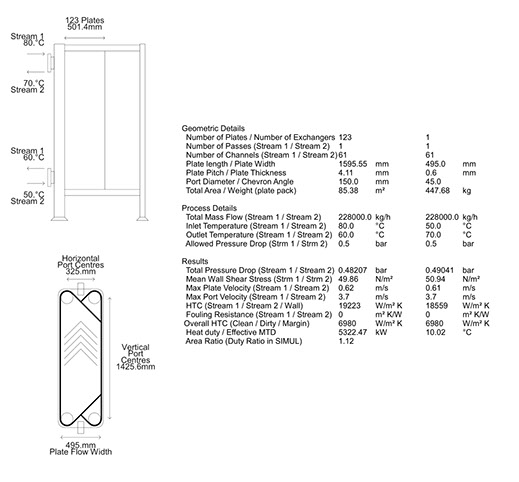 123 Plates
501.4mm
Stream 1
80.°C
70.°C
Stream 2
Stream 1
60.°C
50.°C
Stream 2
Horizontal
Port Centres
325.mm
Vertical
Port
Centres
1425.6mm
495.mm
Plate Flow Width
Geometric Details
Number of Plates / Number of Exchangers 123 1
Number of Passes (Stream 1 / Stream 2) 1 1
Number of Channels (Stream 1 / Stream 2) 61 61
Plate length / Plate Width 1595.55 mm 495.0 mm
Plate Pitch / Plate Thickness 4.11 mm 0.6 mm
Port Diameter / Chevron Angle 150.0 mm 45.0
Total Area / Weight (plate pack) 85.38 m² 447.68 kg
Process Details
Total Mass Flow (Stream 1 / Stream 2) 228000.0 kg/h 228000.0 kg/h
Inlet Temperature (Stream 1 / Stream 2) 80.0 °C 50.0 °C
Outlet Temperature (Stream 1 / Stream 2) 60.0 °C 70.0 °C
Allowed Pressure Drop (Strm 1 / Strm 2) 0.5 bar 0.5 bar
Results
Total Pressure Drop (Stream 1 / Stream 2) 0.48207 bar 0.49041 bar
Mean Wall Shear Stress (Strm 1 / Strm 2) 49.86 N/m² 50.94 N/m²
Max Plate Velocity (Stream 1 / Stream 2) 0.62 m/s 0.61 m/s
Max Port Velocity (Stream 1 / Stream 2) 3.7 m/s 3.7 m/s
HTC (Stream 1 / Stream 2 / Wall) 19223 W/m² K 18559 W/m² K
Fouling Resistance (Stream 1 / Stream 2) 0 m² K/W 0 m² K/W
Overall HTC (Clean / Dirty / Margin) 6980 W/m² K 6980 W/m² K
Heat duty / Effective MTD 5322.47 kW 10.02 °C
Area Ratio (Duty Ratio in SIMUL) 1.12